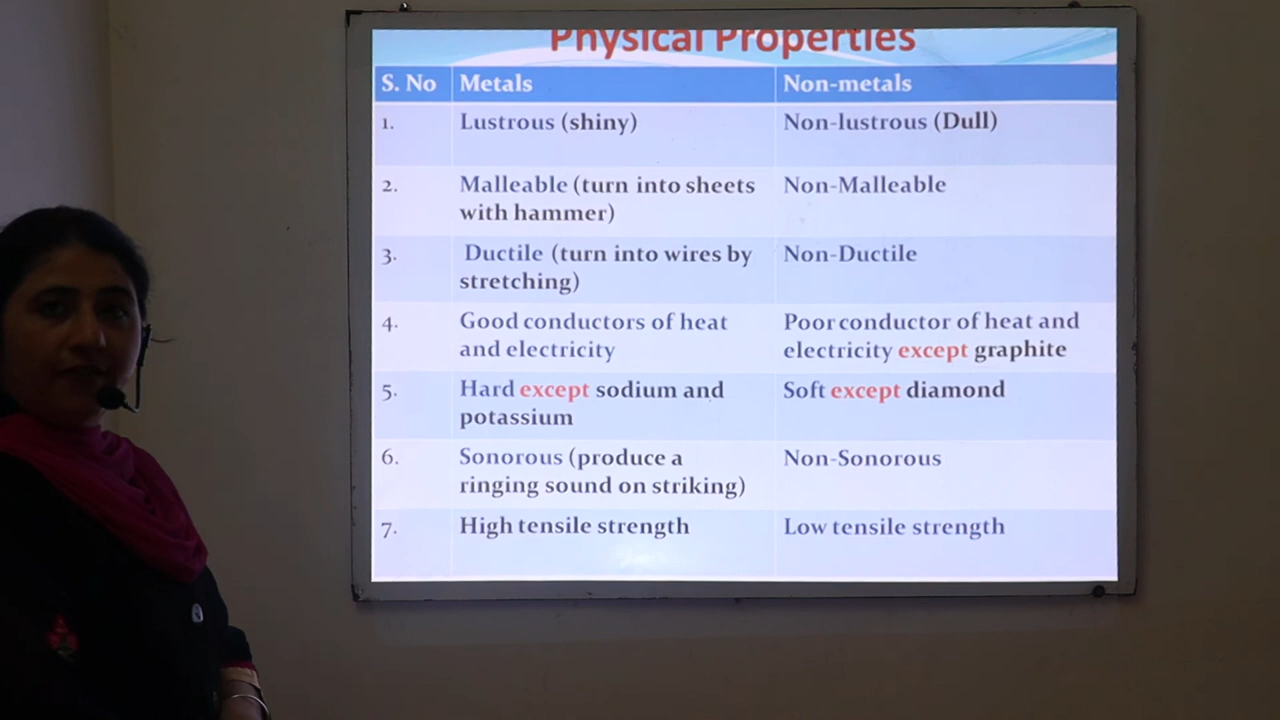 Physical Properties
S. No Metals Non-metals
1. Lustrous (shiny) Non-lustrous (Dull)
2. Malleable (turn into sheets Non-Malleable
with hammer)
3. Ductile (turn into wires by Non-Ductile
stretching)
4. Good conductors of heat Poor conductor of heat and
and electricity electricity except graphite
5. Hard except sodium and Soft except diamond
potassium
6. Sonorous (produce a Non-Sonorous
ringing sound on striking)
7. High tensile strength Low tensile strength